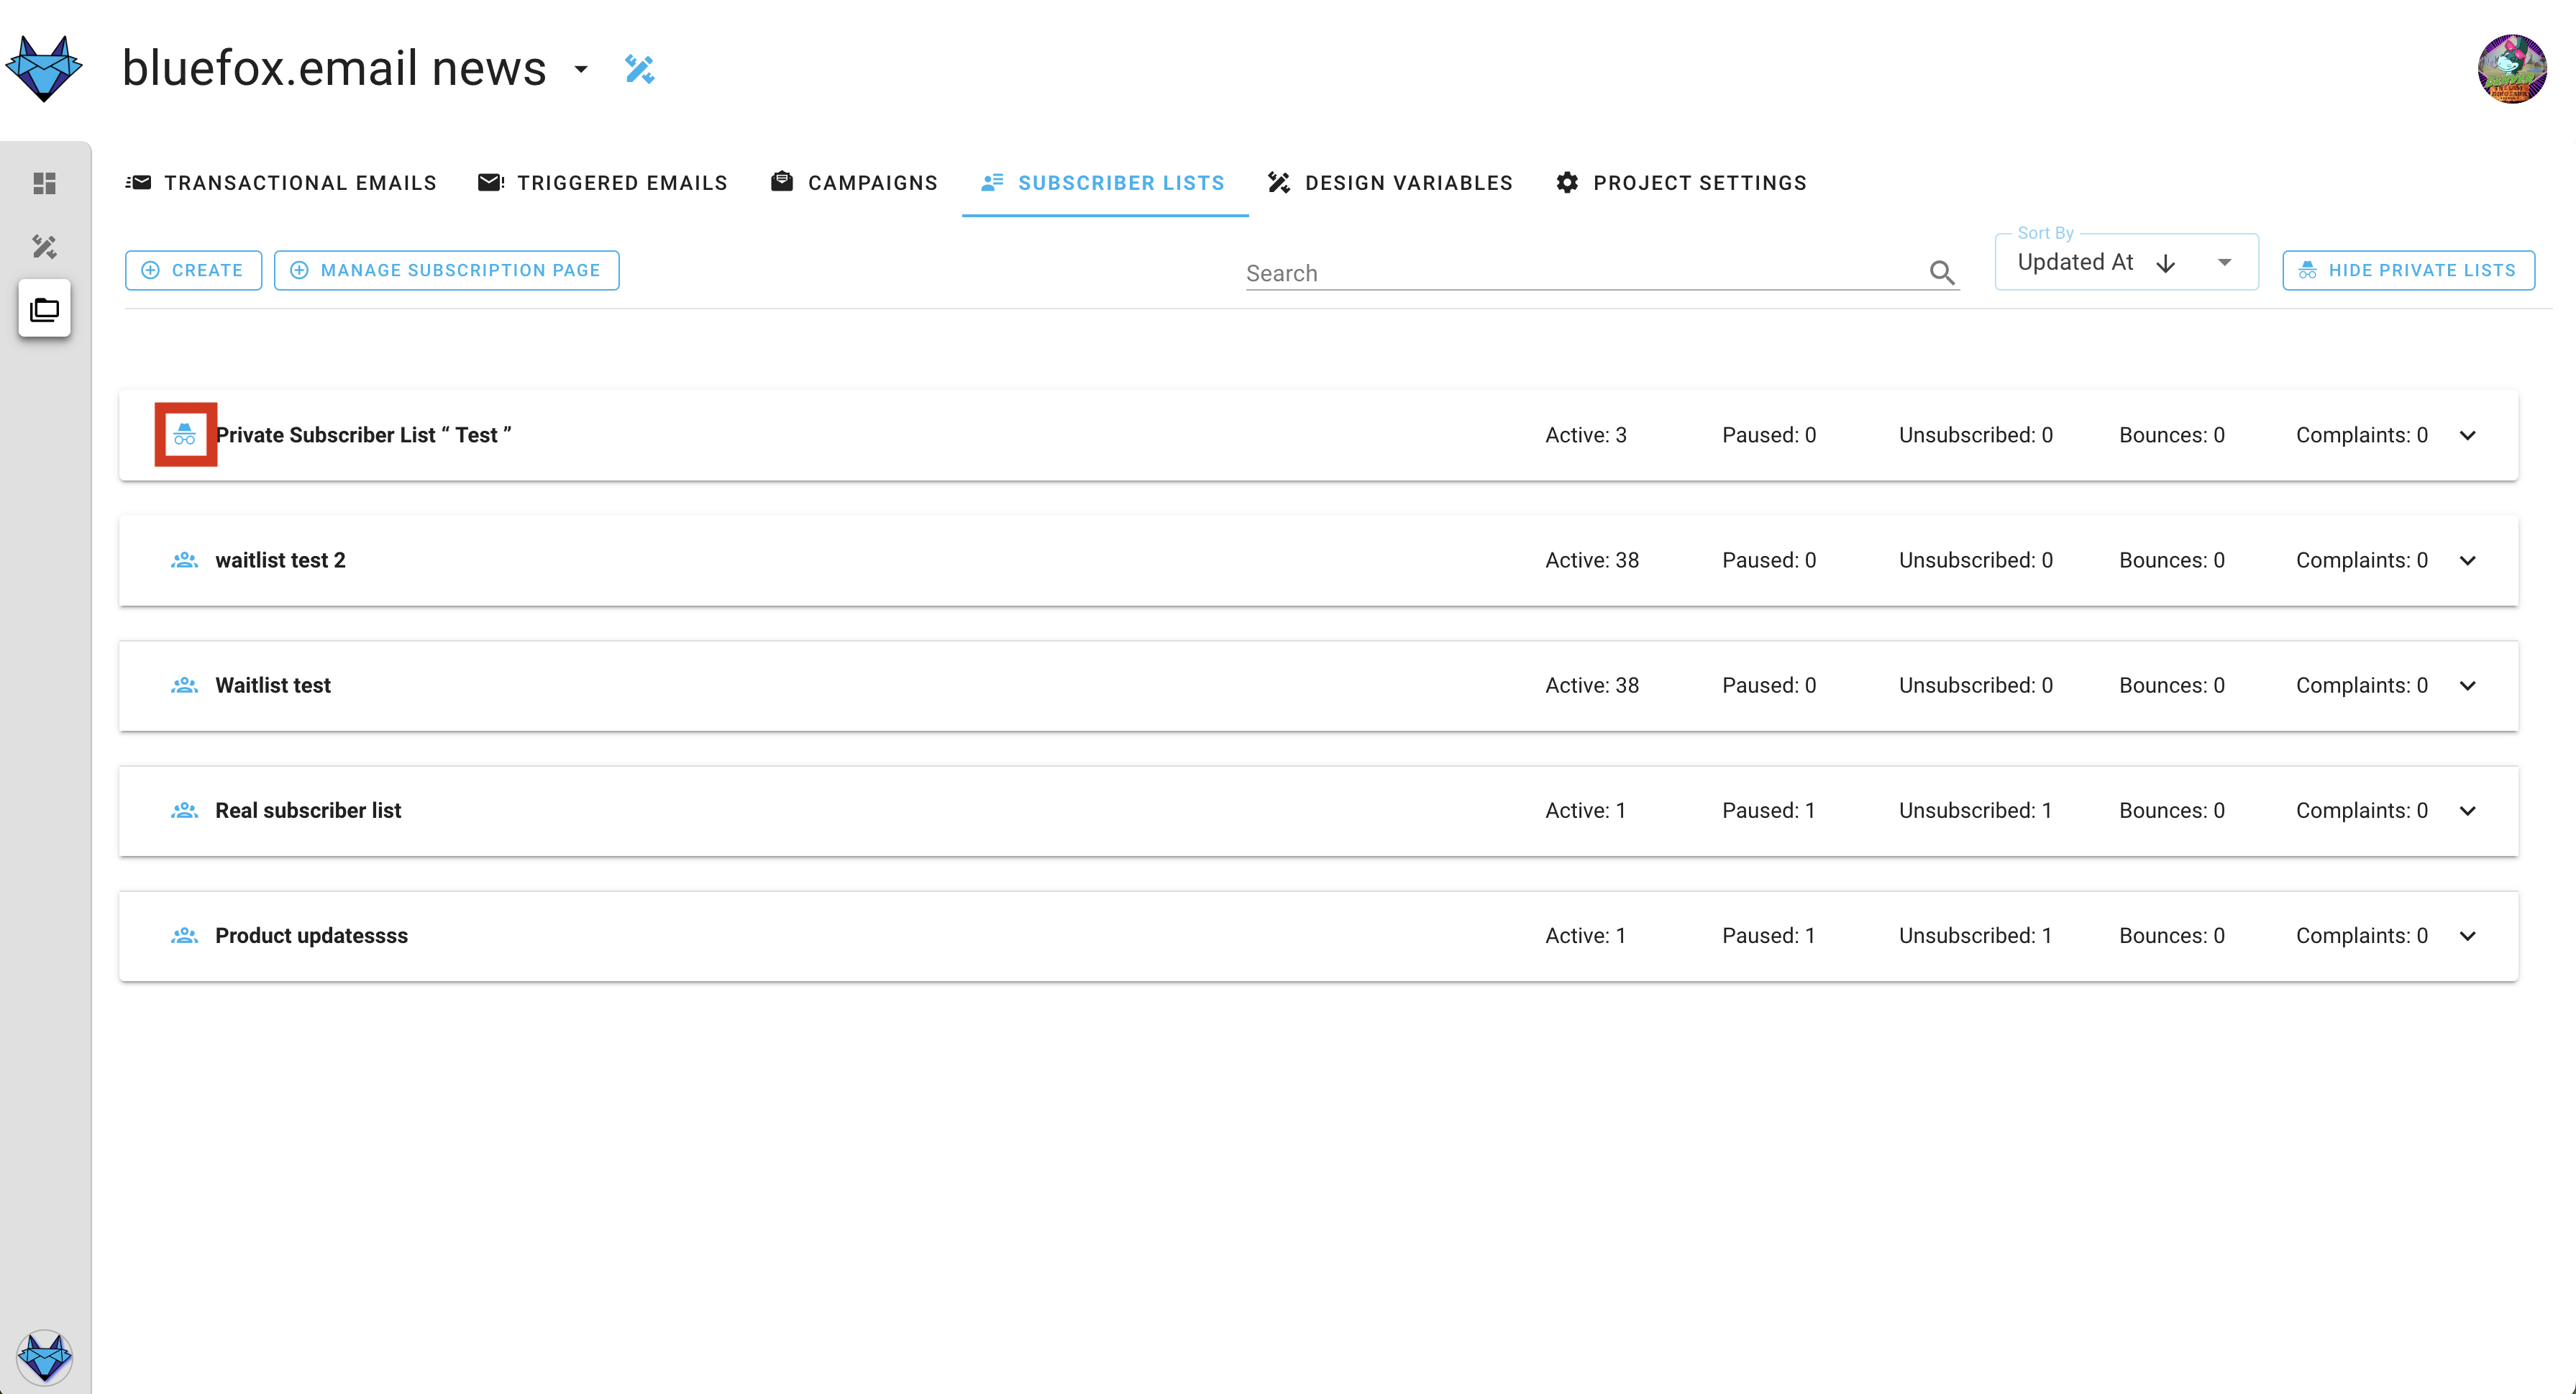 bluefox.email news
TRANSACTIONAL EMAILS TRIGGERED EMAILS CAMPAIGNS SUBSCRIBER LISTS DESIGN VARIABLES PROJECT SETTINGS
CREATE MANAGE SUBSCRIPTION PAGE Search Sort By Updated At HIDE PRIVATE LISTS
Private Subscriber List “ Test ” Active: 3 Paused: 0 Unsubscribed: 0 Bounces: 0 Complaints: 0
waitlist test 2 Active: 38 Paused: 0 Unsubscribed: 0 Bounces: 0 Complaints: 0
Waitlist test Active: 38 Paused: 0 Unsubscribed: 0 Bounces: 0 Complaints: 0
Real subscriber list Active: 1 Paused: 1 Unsubscribed: 1 Bounces: 0 Complaints: 0
Product updatessss Active: 1 Paused: 1 Unsubscribed: 1 Bounces: 0 Complaints: 0